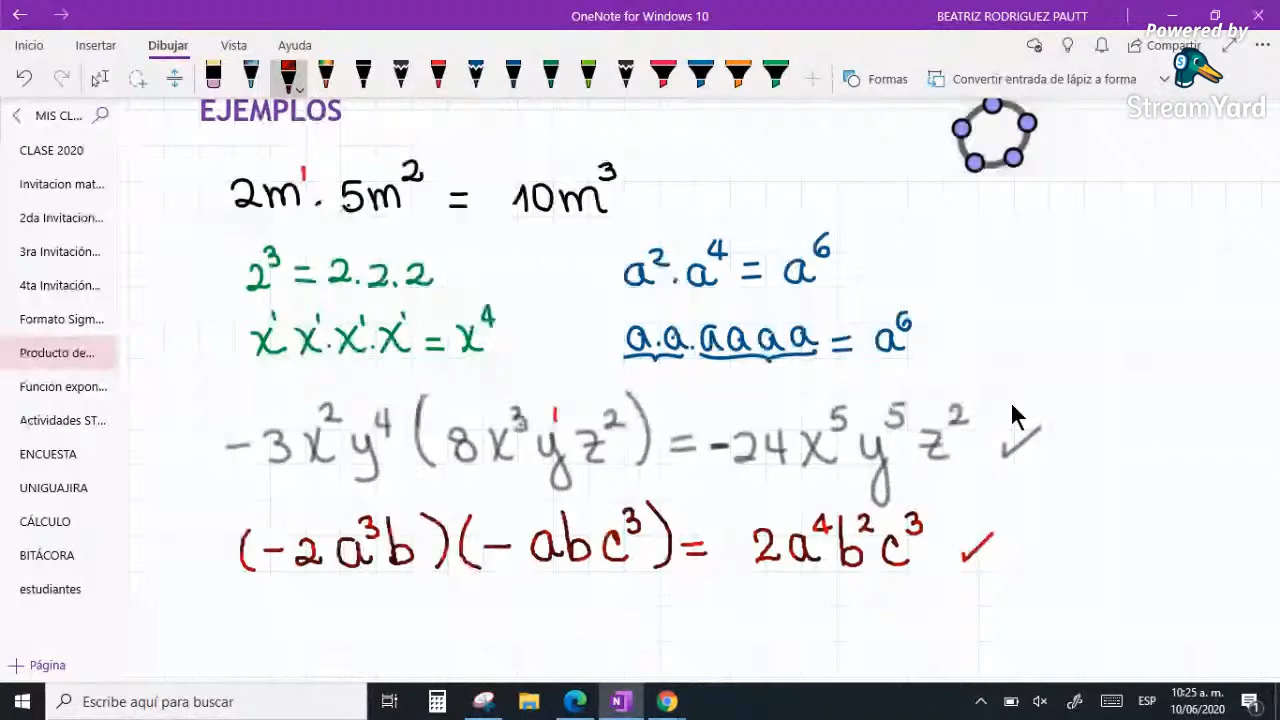 OneNote for Windows 10
BEATRIZ RODRIGUEZ PAUTT
Powered by
StreamYard
Inicio Insertar Dibujar Vista Ayuda
Compartir
Formas
Convertir entrada de lápiz a forma
MIS CL...
CLASE 2020
Invitacion mat...
2da Invitacion...
3ra Invitación...
4ta Invitación...
Formato Sigm...
Producto de...
Funcion expon...
Actividades ST...
ENCUESTA
UNIGUAJIRA
CÁLCULO
BITÁCORA
estudiantes
Página
EJEMPLOS
2m¹ . 5m² = 10m³
2³ = 2.2.2
a² . a⁴ = a⁶
x¹ x¹. x¹. x¹ = x⁴
a.a.aaaa = a⁶
-3x²y⁴ (8x³y¹z²) = -24x⁵y⁵z² ✓
(-2a³b)(-abc³) = 2a⁴b²c³ ✓
Escribe aquí para buscar
ESP
10:25 a. m.
10/06/2020